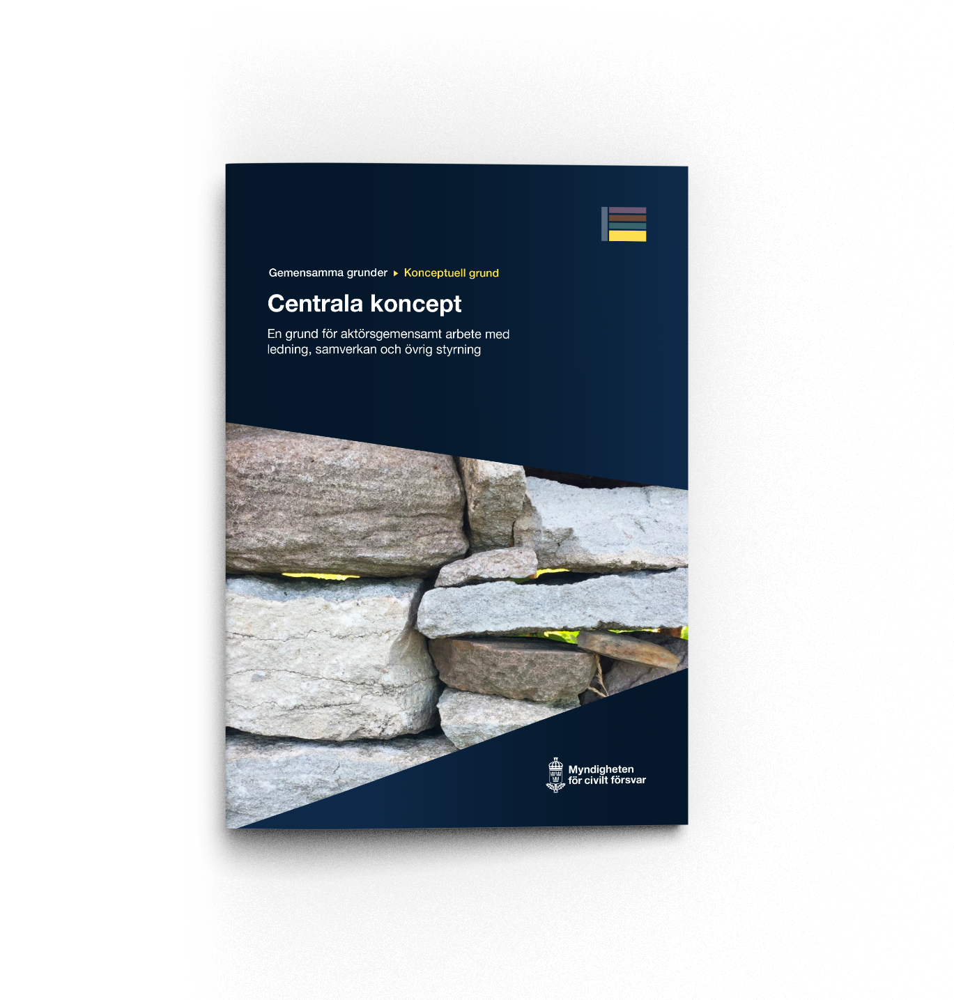 Gemensamma grunder ▸ Konceptuell grund
Centrala koncept
En grund för aktörsgemensamt arbete med
ledning, samverkan och övrig styrning
Myndigheten
för civilt försvar